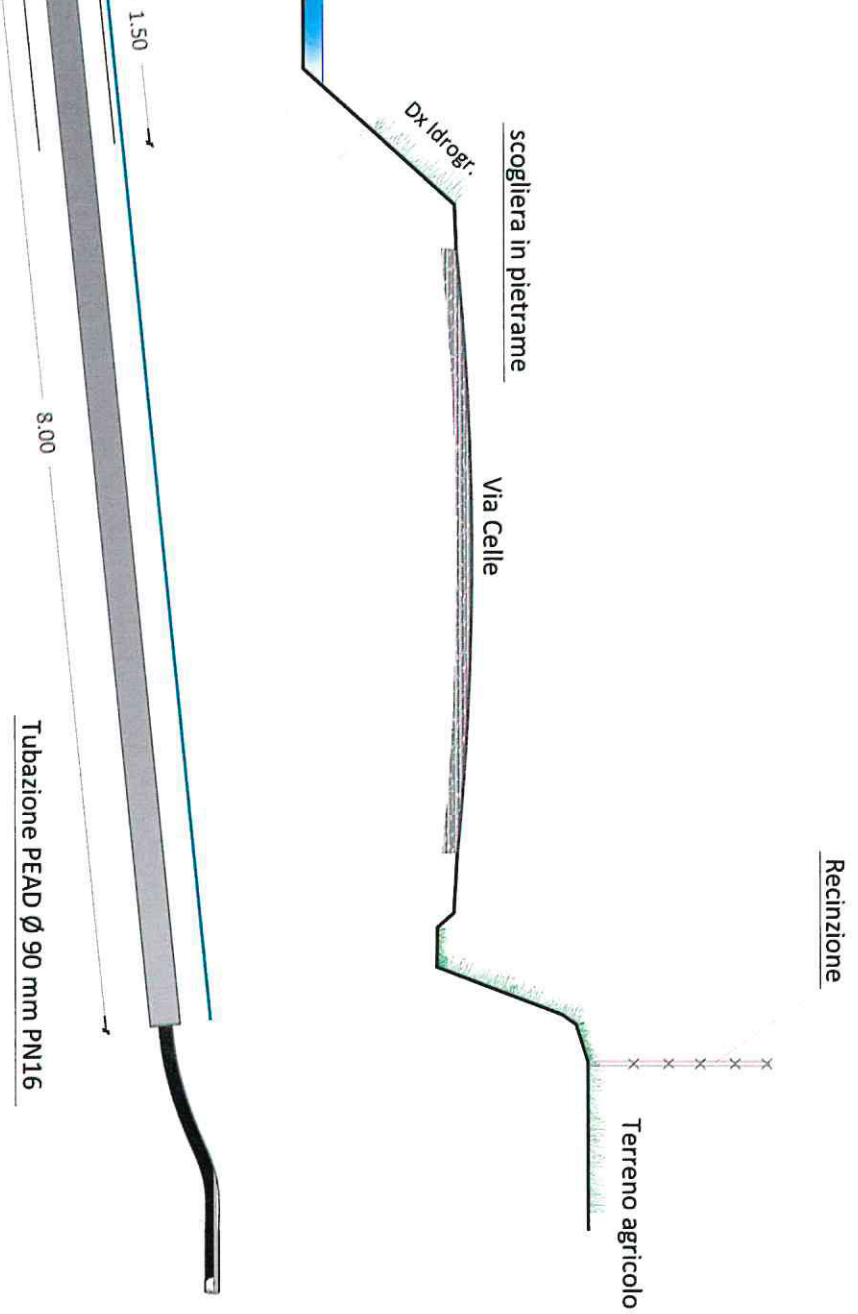 Recinzione
Terreno agricolo
scogliera in pietrame
Via Celle
Dx Idrogr.
1.50
8.00
Tubazione PEAD Ø 90 mm PN16